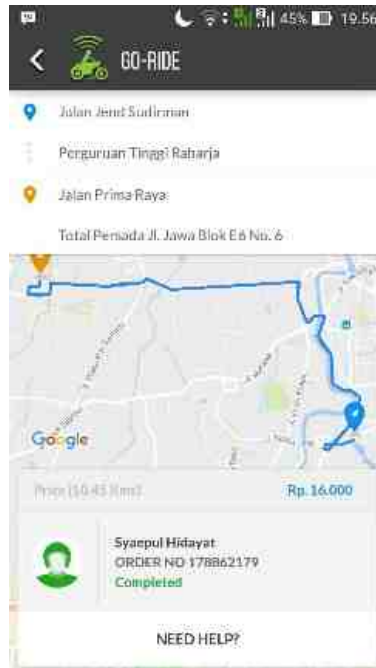 45% 19.56
GO-RIDE
Jalan Jend Sudirman
Perguruan Tinggi Raharja
Jalan Prima Raya
Total Persada Jl. Jawa Blok E6 No. 6
Google
Price (10.45 Kms) Rp. 16.000
Syaepul Hidayat
ORDER NO 178862179
Completed
NEED HELP?